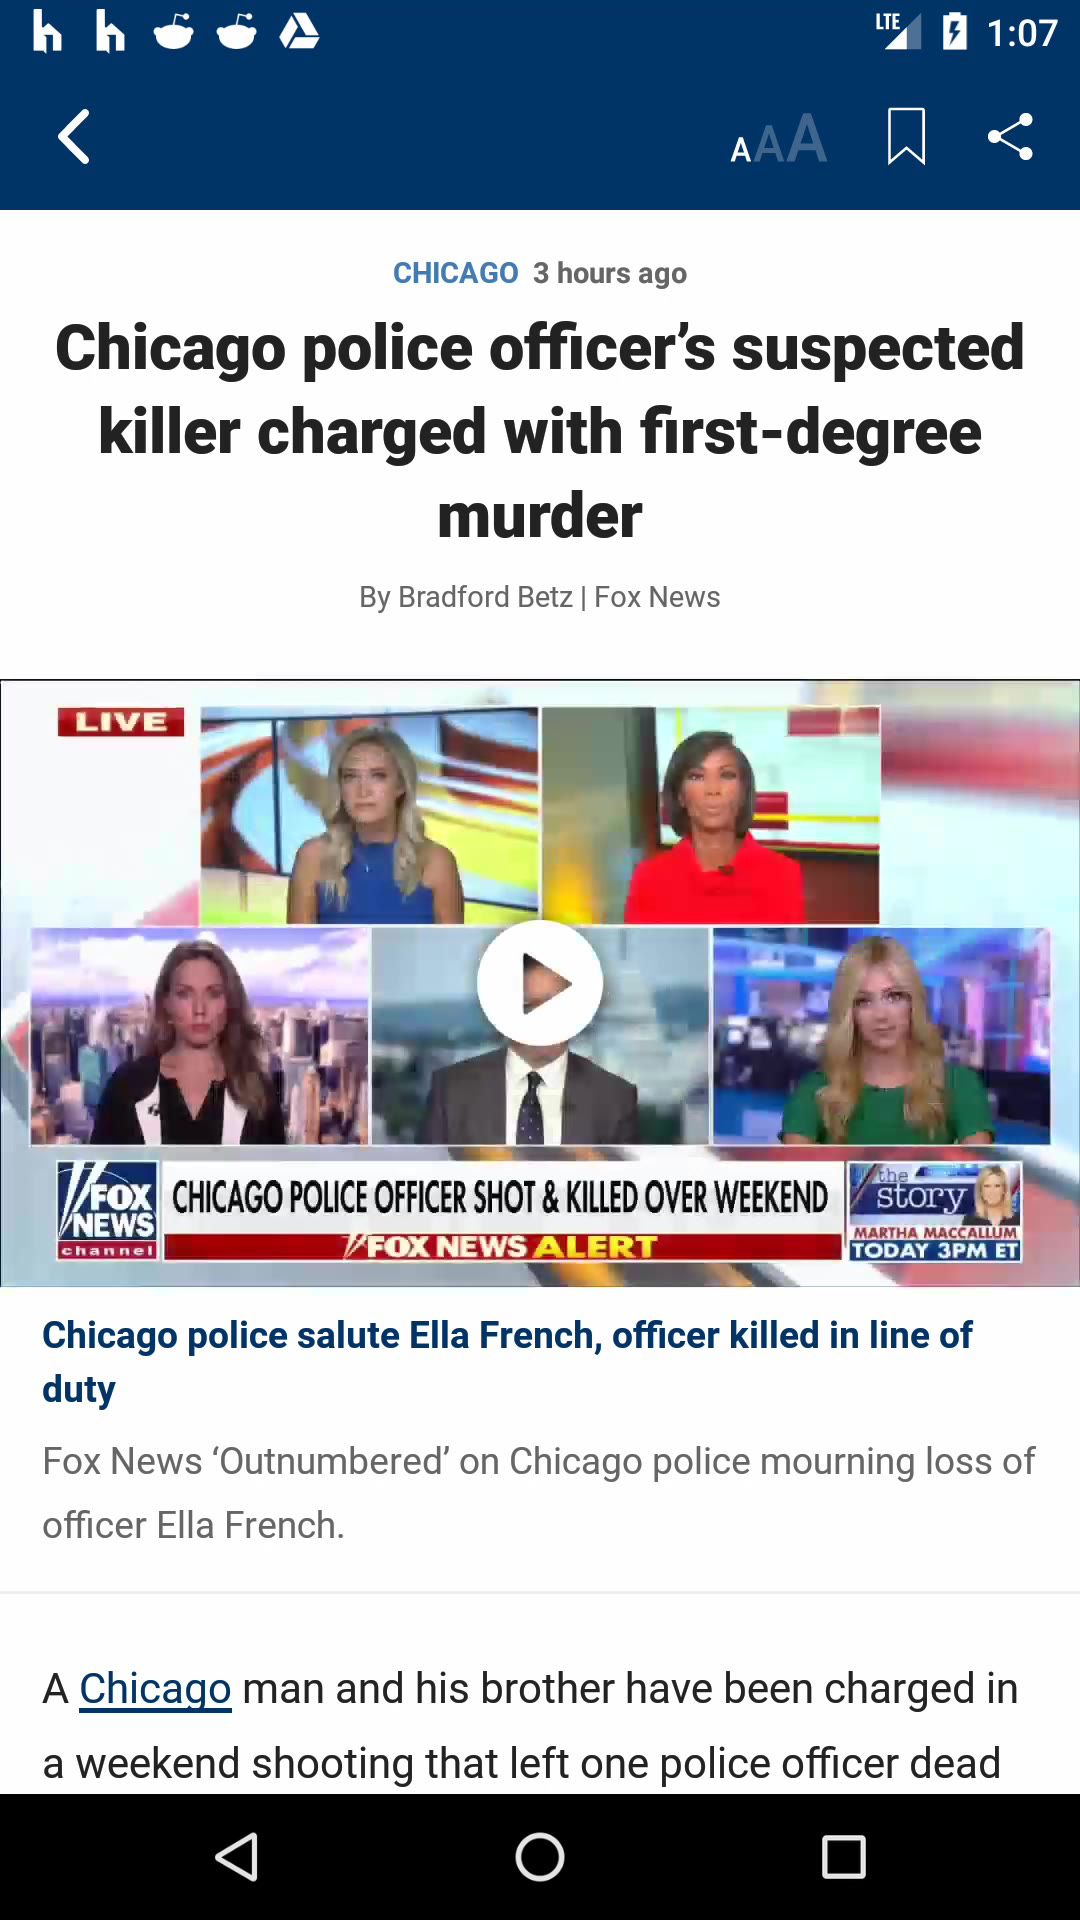 LTE 1:07
AAA
CHICAGO 3 hours ago
Chicago police officer’s suspected
killer charged with first-degree
murder
By Bradford Betz | Fox News
LIVE
FOX
NEWS
channel
CHICAGO POLICE OFFICER SHOT & KILLED OVER WEEKEND
FOX NEWS ALERT
the
story
MARTHA MACCALLUM
TODAY 3PM ET
Chicago police salute Ella French, officer killed in line of
duty
Fox News ‘Outnumbered’ on Chicago police mourning loss of
officer Ella French.
A Chicago man and his brother have been charged in
a weekend shooting that left one police officer dead